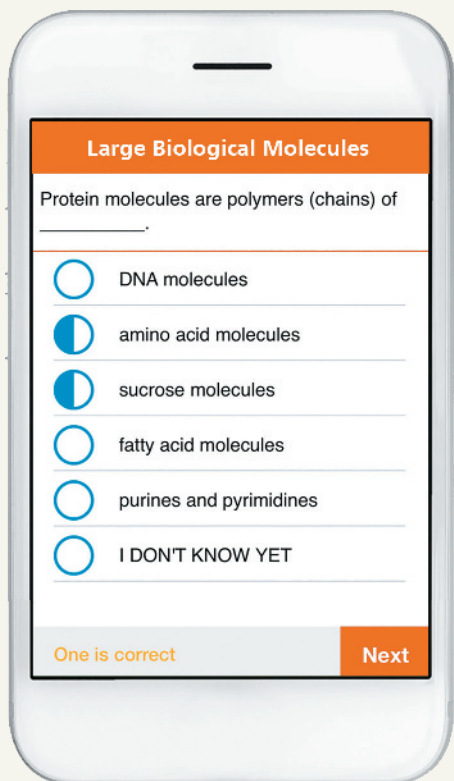 Large Biological Molecules
Protein molecules are polymers (chains) of
__________.
DNA molecules
amino acid molecules
sucrose molecules
fatty acid molecules
purines and pyrimidines
I DON'T KNOW YET
One is correct
Next